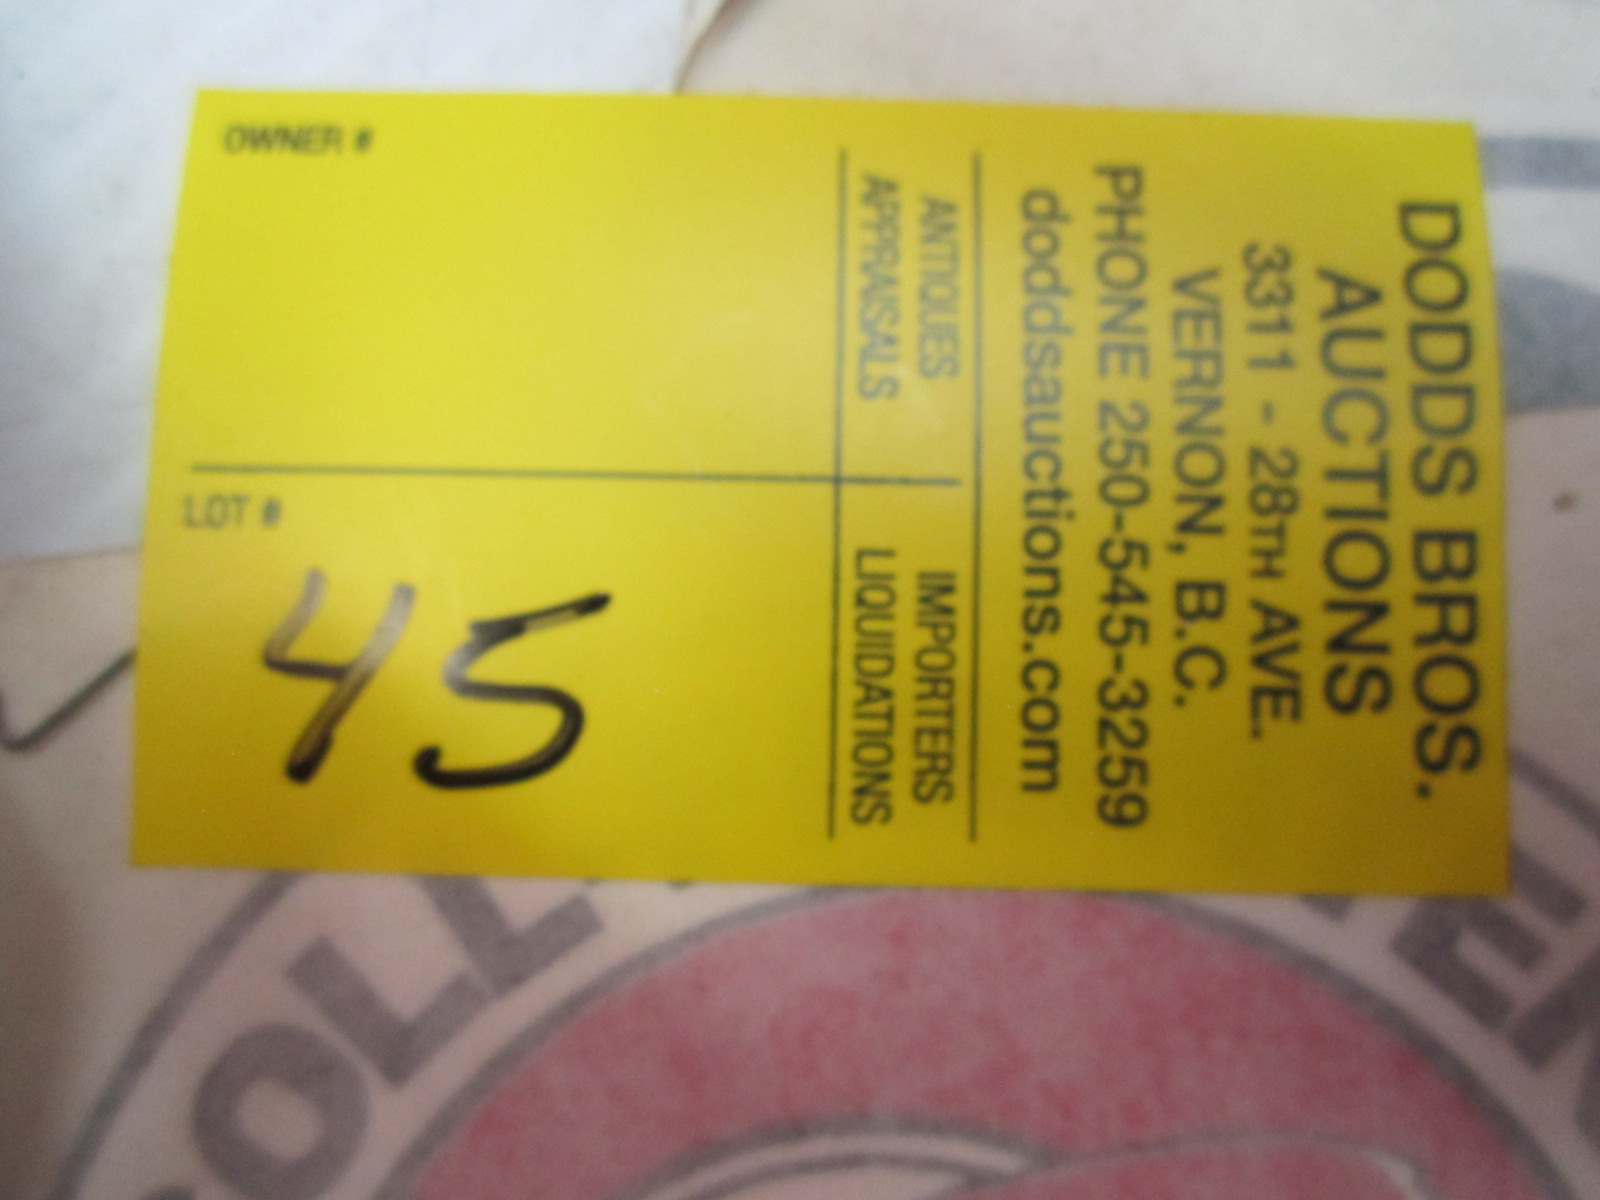 DODDS BROS.
AUCTIONS
3311 - 28TH AVE.
VERNON, B.C.
PHONE 250-545-3259
doddsauctions.com
ANTIQUES IMPORTERS
APPRAISALS LIQUIDATIONS
OWNER #
LOT #
45